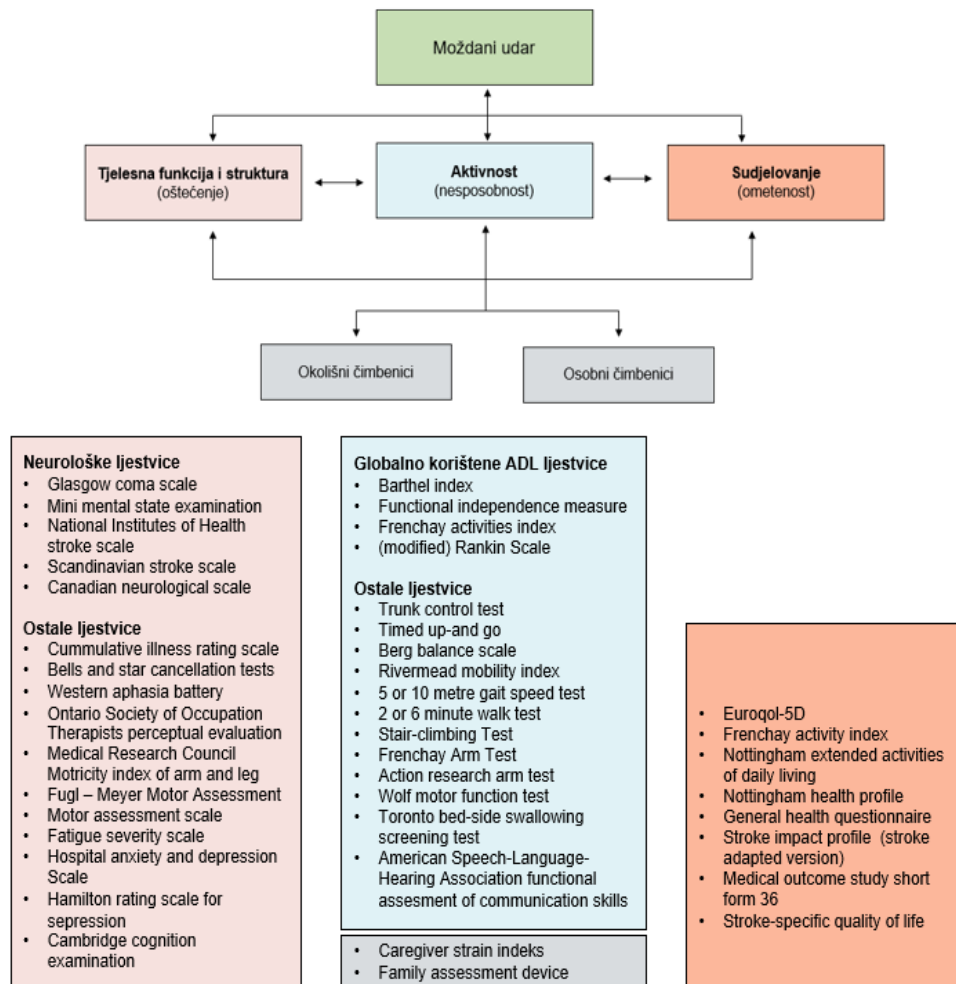 Moždani udar
Tjelesna funkcija i struktura
(oštećenje)
Aktivnost
(nesposobnost)
Sudjelovanje
(ometenost)
Okolišni čimbenici
Osobni čimbenici
Neurološke ljestvice
• Glasgow coma scale
• Mini mental state examination
• National Institutes of Health
stroke scale
• Scandinavian stroke scale
• Canadian neurological scale
Ostale ljestvice
• Cummulative illness rating scale
• Bells and star cancellation tests
• Western aphasia battery
• Ontario Society of Occupation
Therapists perceptual evaluation
• Medical Research Council
Motricity index of arm and leg
• Fugl – Meyer Motor Assessment
• Motor assessment scale
• Fatigue severity scale
• Hospital anxiety and depression
Scale
• Hamilton rating scale for
sepression
• Cambridge cognition
examination
Globalno korištene ADL ljestvice
• Barthel index
• Functional independence measure
• Frenchay activities index
• (modified) Rankin Scale
Ostale ljestvice
• Trunk control test
• Timed up-and go
• Berg balance scale
• Rivermead mobility index
• 5 or 10 metre gait speed test
• 2 or 6 minute walk test
• Stair-climbing Test
• Frenchay Arm Test
• Action research arm test
• Wolf motor function test
• Toronto bed-side swallowing
screening test
• American Speech-Language-
Hearing Association functional
assesment of communication skills
• Caregiver strain indeks
• Family assessment device
• Euroqol-5D
• Frenchay activity index
• Nottingham extended activities
of daily living
• Nottingham health profile
• General health questionnaire
• Stroke impact profile (stroke
adapted version)
• Medical outcome study short
form 36
• Stroke-specific quality of life